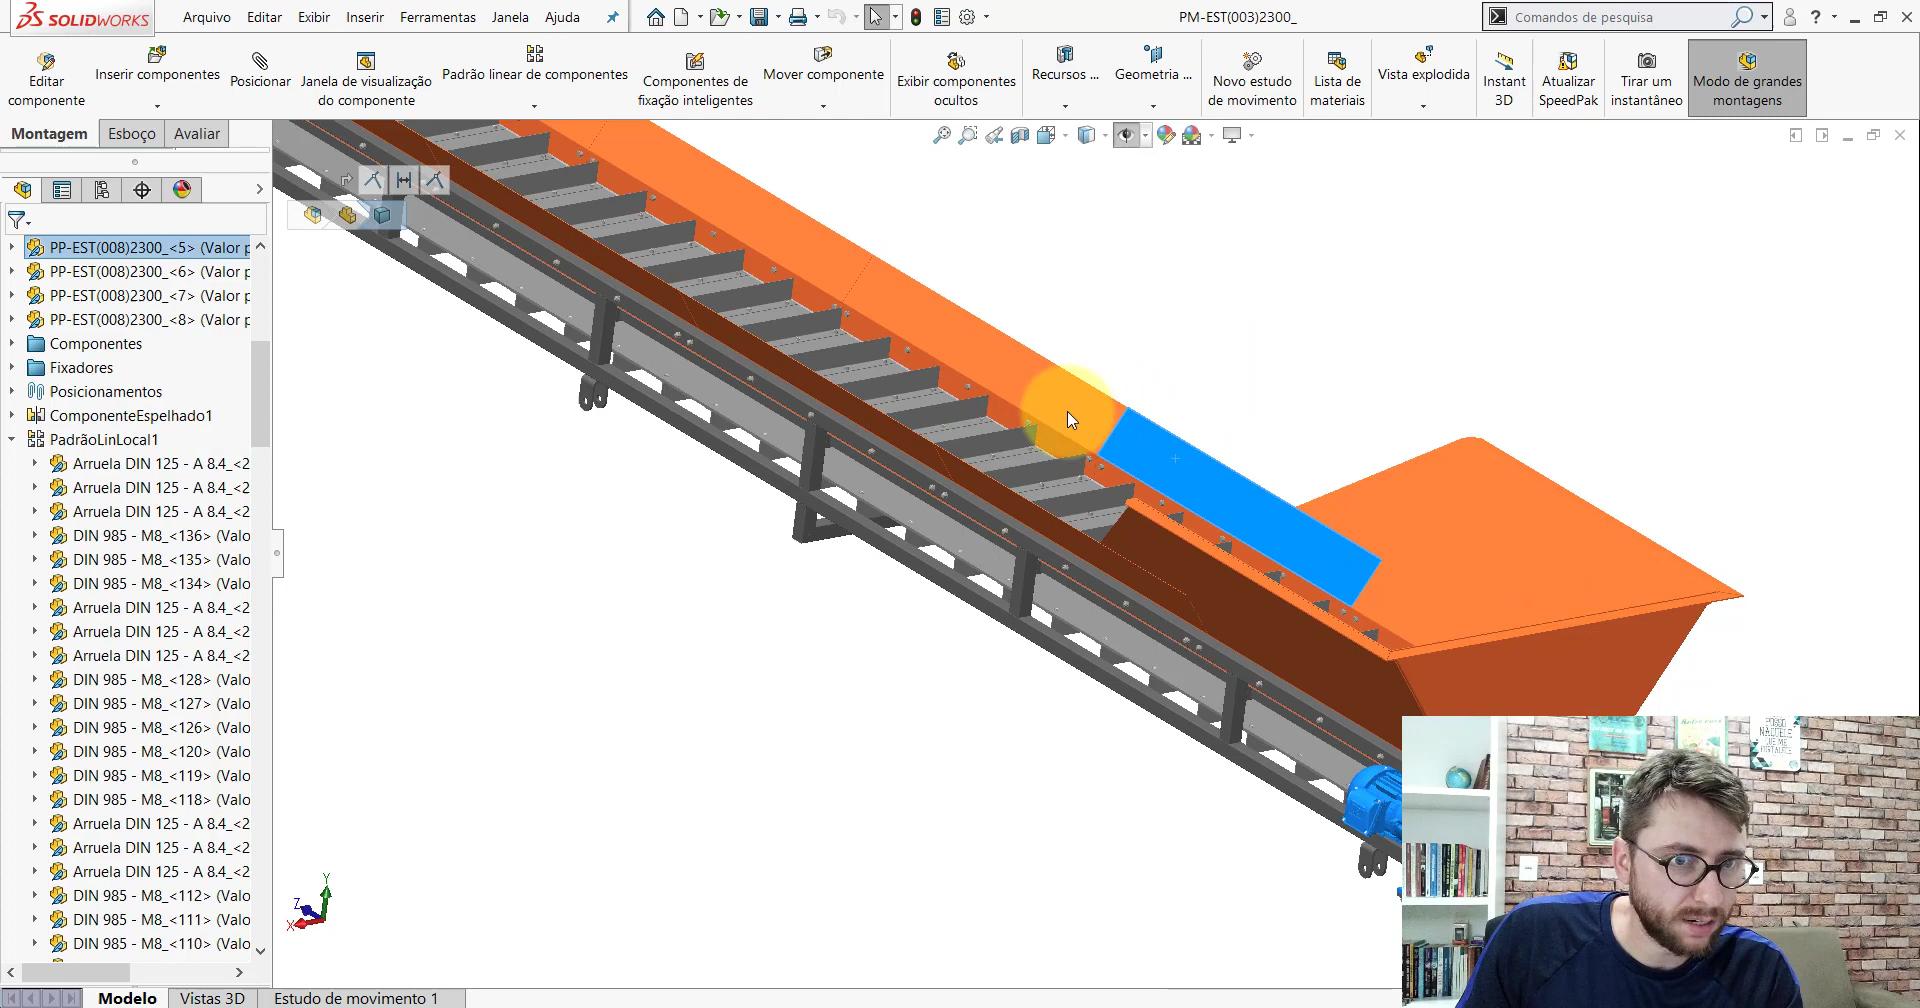 SOLIDWORKS
Arquivo Editar Exibir Inserir Ferramentas Janela Ajuda
PM-EST(003)2300_
Comandos de pesquisa
Editar componente
Inserir componentes
Posicionar
Janela de visualização do componente
Padrão linear de componentes
Componentes de fixação inteligentes
Mover componente
Exibir componentes ocultos
Recursos ...
Geometria ...
Novo estudo de movimento
Lista de materiais
Vista explodida
Instant 3D
Atualizar SpeedPak
Tirar um instantâneo
Modo de grandes montagens
Montagem Esboço Avaliar
PP-EST(008)2300_<5> (Valor p
PP-EST(008)2300_<6> (Valor p
PP-EST(008)2300_<7> (Valor p
PP-EST(008)2300_<8> (Valor p
Componentes
Fixadores
Posicionamentos
ComponenteEspelhado1
PadrãoLinLocal1
Arruela DIN 125 - A 8.4_<2
Arruela DIN 125 - A 8.4_<2
Arruela DIN 125 - A 8.4_<2
DIN 985 - M8_<136> (Valo
DIN 985 - M8_<135> (Valo
DIN 985 - M8_<134> (Valo
Arruela DIN 125 - A 8.4_<2
Arruela DIN 125 - A 8.4_<2
Arruela DIN 125 - A 8.4_<2
DIN 985 - M8_<128> (Valo
DIN 985 - M8_<127> (Valo
DIN 985 - M8_<126> (Valo
DIN 985 - M8_<120> (Valo
DIN 985 - M8_<119> (Valo
DIN 985 - M8_<118> (Valo
Arruela DIN 125 - A 8.4_<2
Arruela DIN 125 - A 8.4_<2
Arruela DIN 125 - A 8.4_<2
DIN 985 - M8_<112> (Valo
DIN 985 - M8_<111> (Valo
DIN 985 - M8_<110> (Valo
Y
Z
X
POSSO
NAQUELE
QUE ME
FORTALECE
Modelo Vistas 3D Estudo de movimento 1